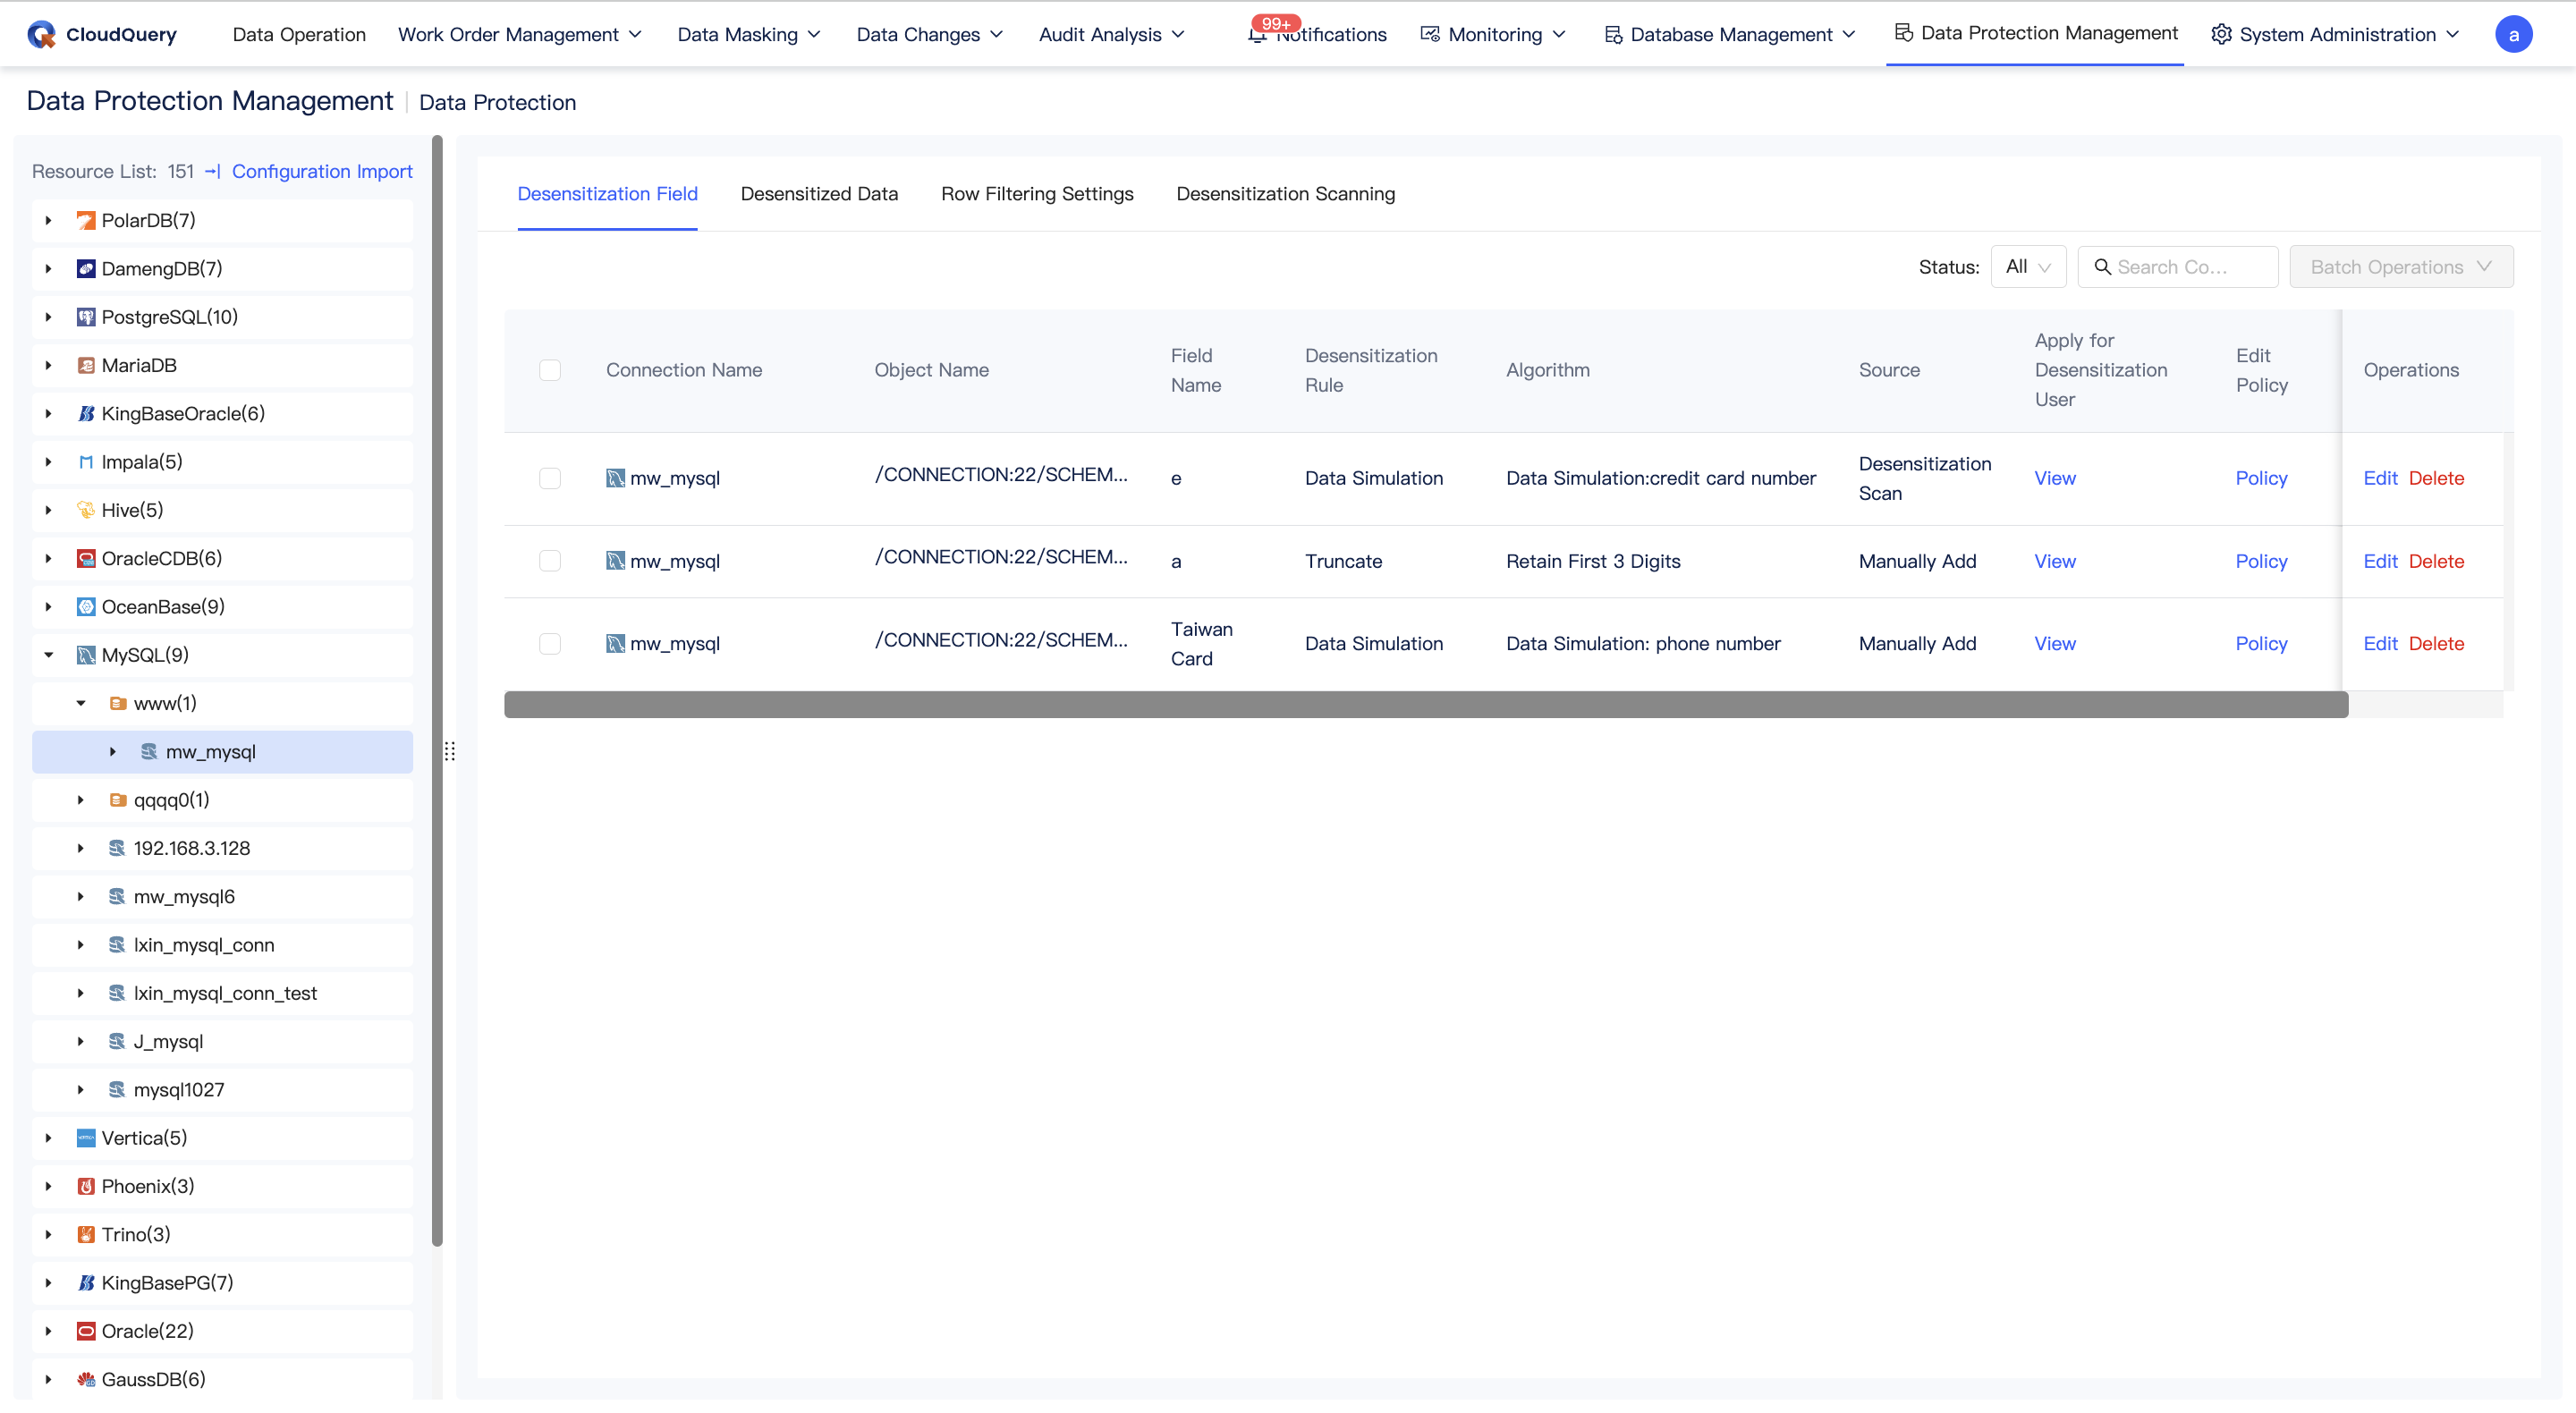 CloudQuery
Data Operation
Work Order Management
Data Masking
Data Changes
Audit Analysis
99+
Notifications
Monitoring
Database Management
Data Protection Management
System Administration
a
Data Protection Management
Data Protection
Resource List: 151
Configuration Import
PolarDB(7)
DamengDB(7)
PostgreSQL(10)
MariaDB
KingBaseOracle(6)
Impala(5)
Hive(5)
OracleCDB(6)
OceanBase(9)
MySQL(9)
www(1)
mw_mysql
qqqq0(1)
192.168.3.128
mw_mysql6
lxin_mysql_conn
lxin_mysql_conn_test
J_mysql
mysql1027
Vertica(5)
Phoenix(3)
Trino(3)
KingBasePG(7)
Oracle(22)
GaussDB(6)
Desensitization Field
Desensitized Data
Row Filtering Settings
Desensitization Scanning
Status:
All
Search Co...
Batch Operations
Connection Name
Object Name
Field
Name
Desensitization
Rule
Algorithm
Source
Apply for
Desensitization
User
Edit
Policy
Operations
mw_mysql
/CONNECTION:22/SCHEM...
e
Data Simulation
Data Simulation:credit card number
Desensitization
Scan
View
Policy
Edit Delete
mw_mysql
/CONNECTION:22/SCHEM...
a
Truncate
Retain First 3 Digits
Manually Add
View
Policy
Edit Delete
mw_mysql
/CONNECTION:22/SCHEM...
Taiwan
Card
Data Simulation
Data Simulation: phone number
Manually Add
View
Policy
Edit Delete